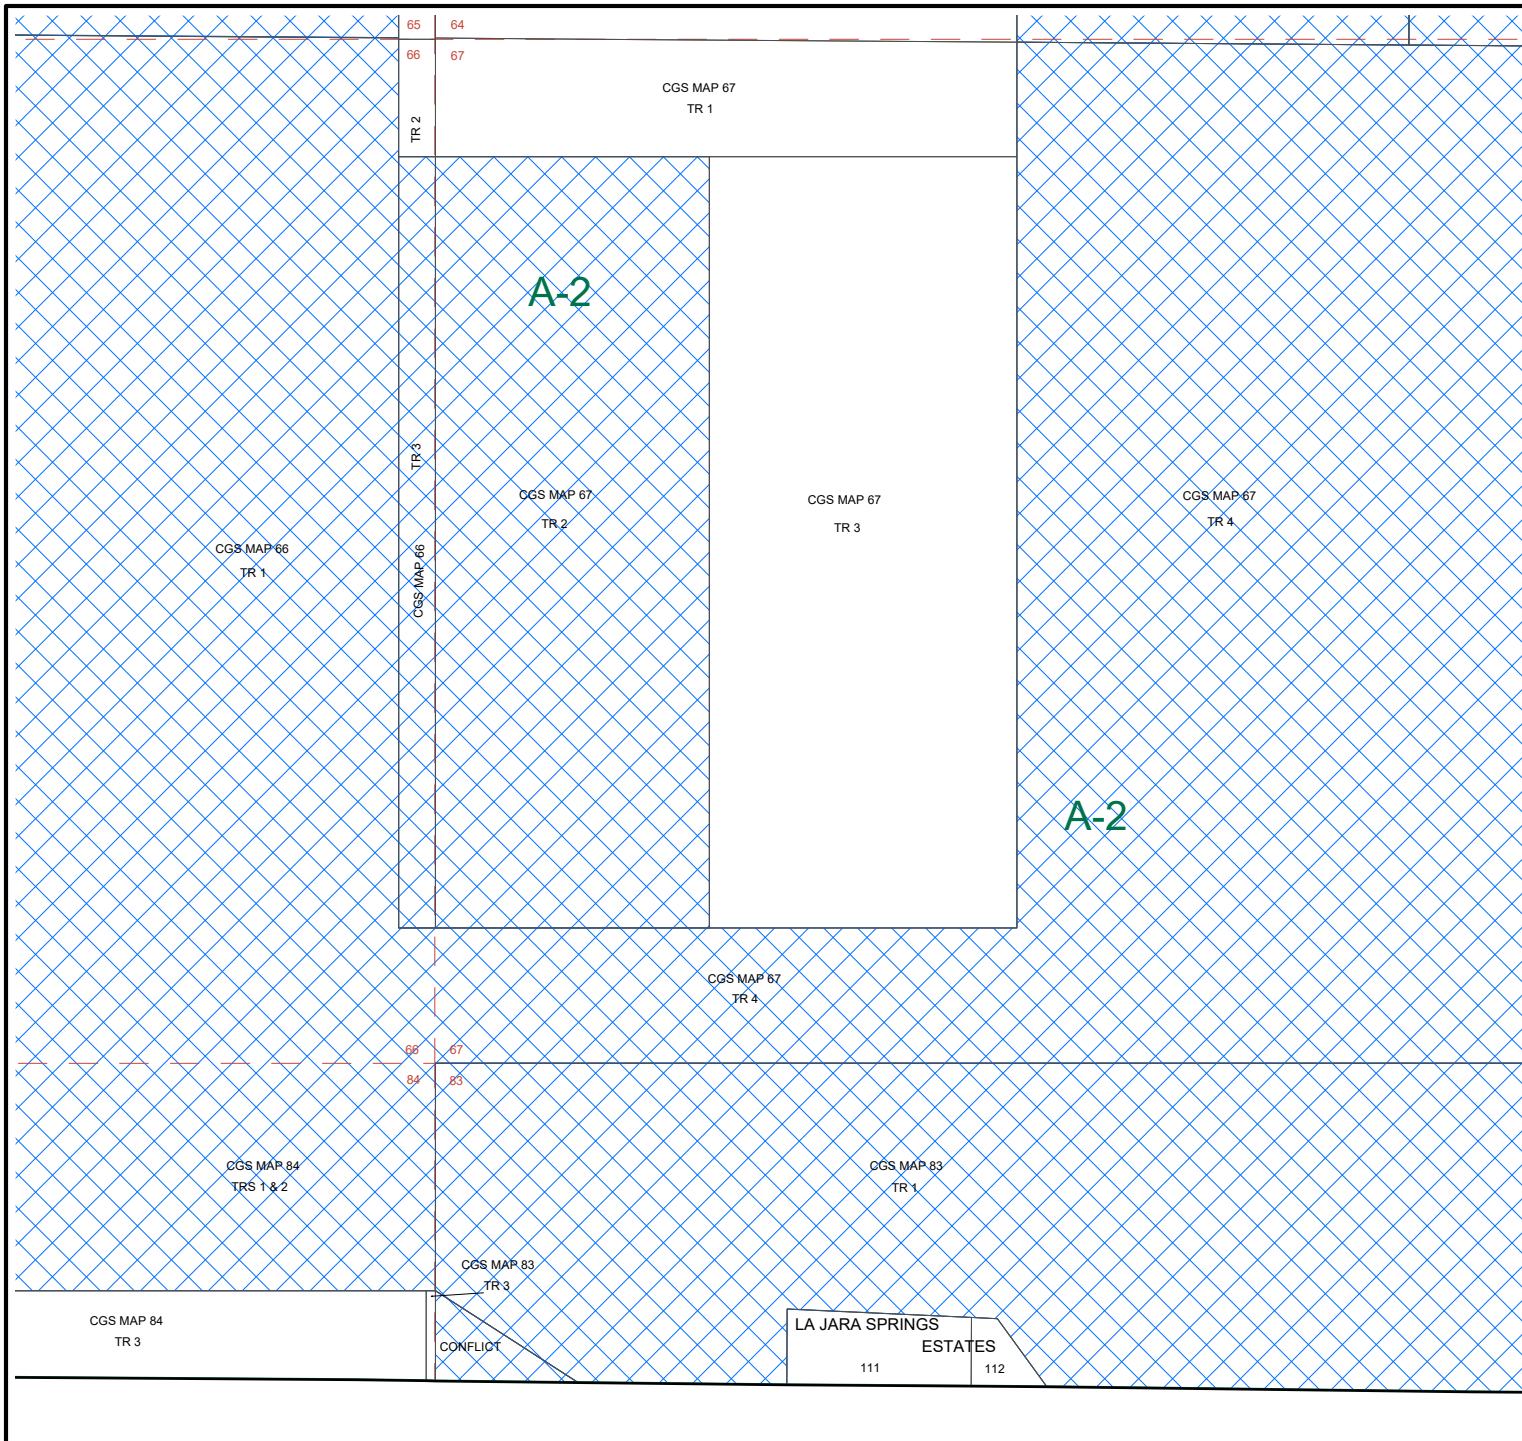 65 64
66 67
CGS MAP 67
TR 1
TR 2
A-2
TR 3
CGS MAP 66
CGS MAP 67
TR 2
CGS MAP 67
TR 3
CGS MAP 67
TR 4
CGS MAP 66
TR 1
A-2
CGS MAP 67
TR 4
66 67
84 83
CGS MAP 84
TRS 1 & 2
CGS MAP 83
TR 1
CGS MAP 83
TR 3
CGS MAP 84
TR 3
CONFLICT
LA JARA SPRINGS
ESTATES
111
112